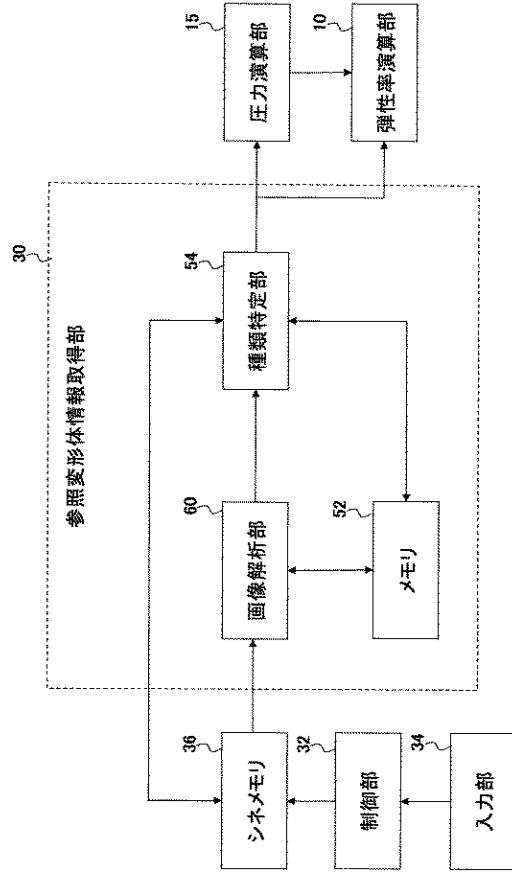 30
参照変形体情報取得部
36
シネメモリ
60
画像解析部
54
種類特定部
15
圧力演算部
32
制御部
52
メモリ
10
弾性率演算部
34
入力部